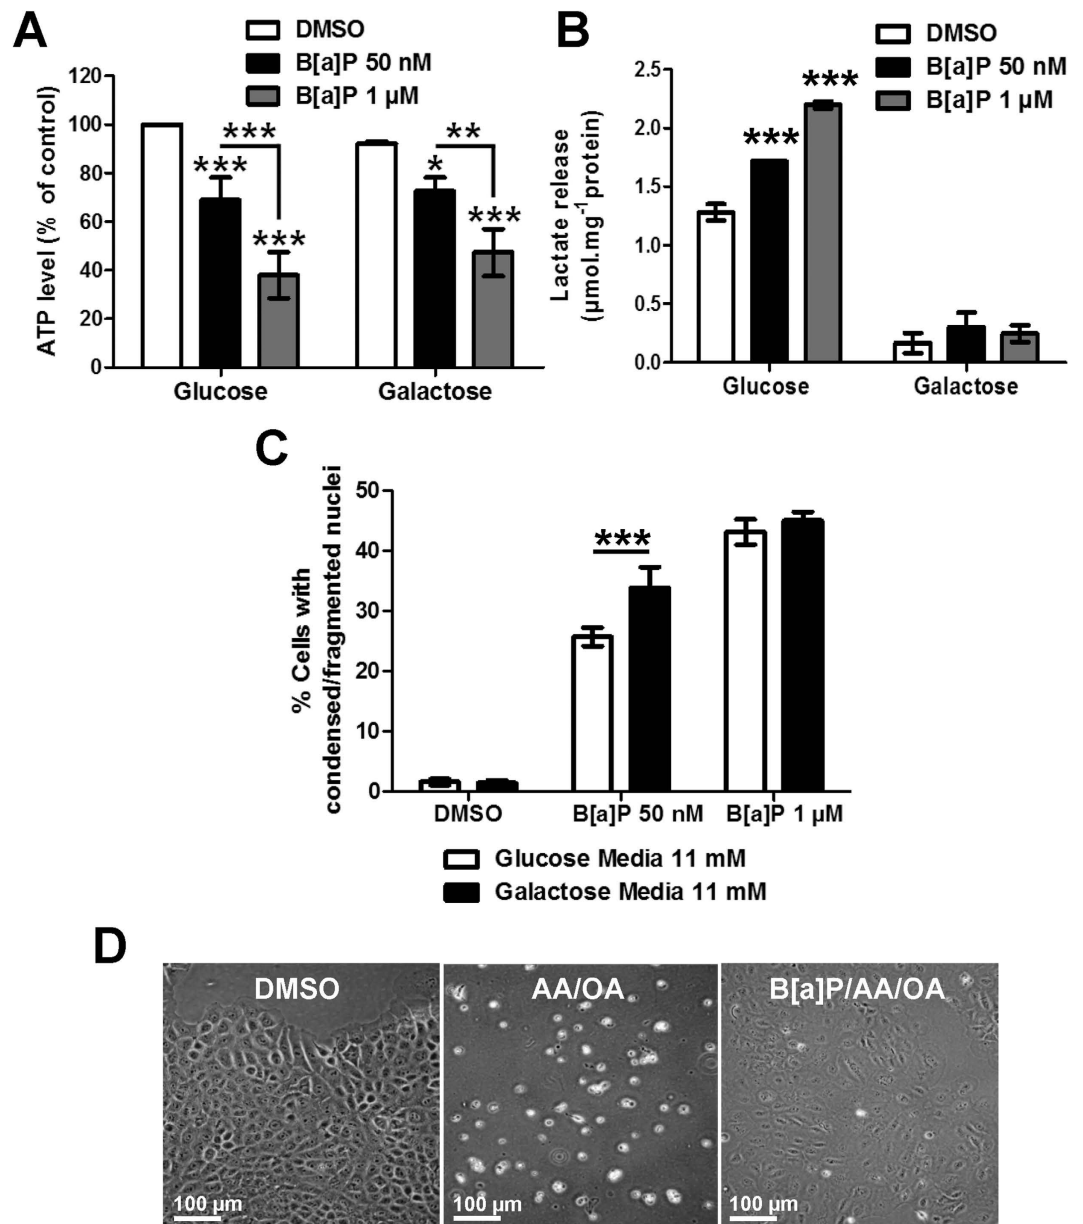 A
DMSO
B[a]P 50 nM
B[a]P 1 µM
ATP level (% of control)
120
100
80
60
40
20
0
***
***
***
*
**
***
Glucose
Galactose
B
DMSO
B[a]P 50 nM
B[a]P 1 µM
Lactate release
(µmol.mg-1protein)
2.5
2.0
1.5
1.0
0.5
0.0
***
***
Glucose
Galactose
C
% Cells with
condensed/fragmented nuclei
50
40
30
20
10
0
***
DMSO
B[a]P 50 nM
B[a]P 1 µM
Glucose Media 11 mM
Galactose Media 11 mM
D
DMSO
AA/OA
B[a]P/AA/OA
100 µm
100 µm
100 µm